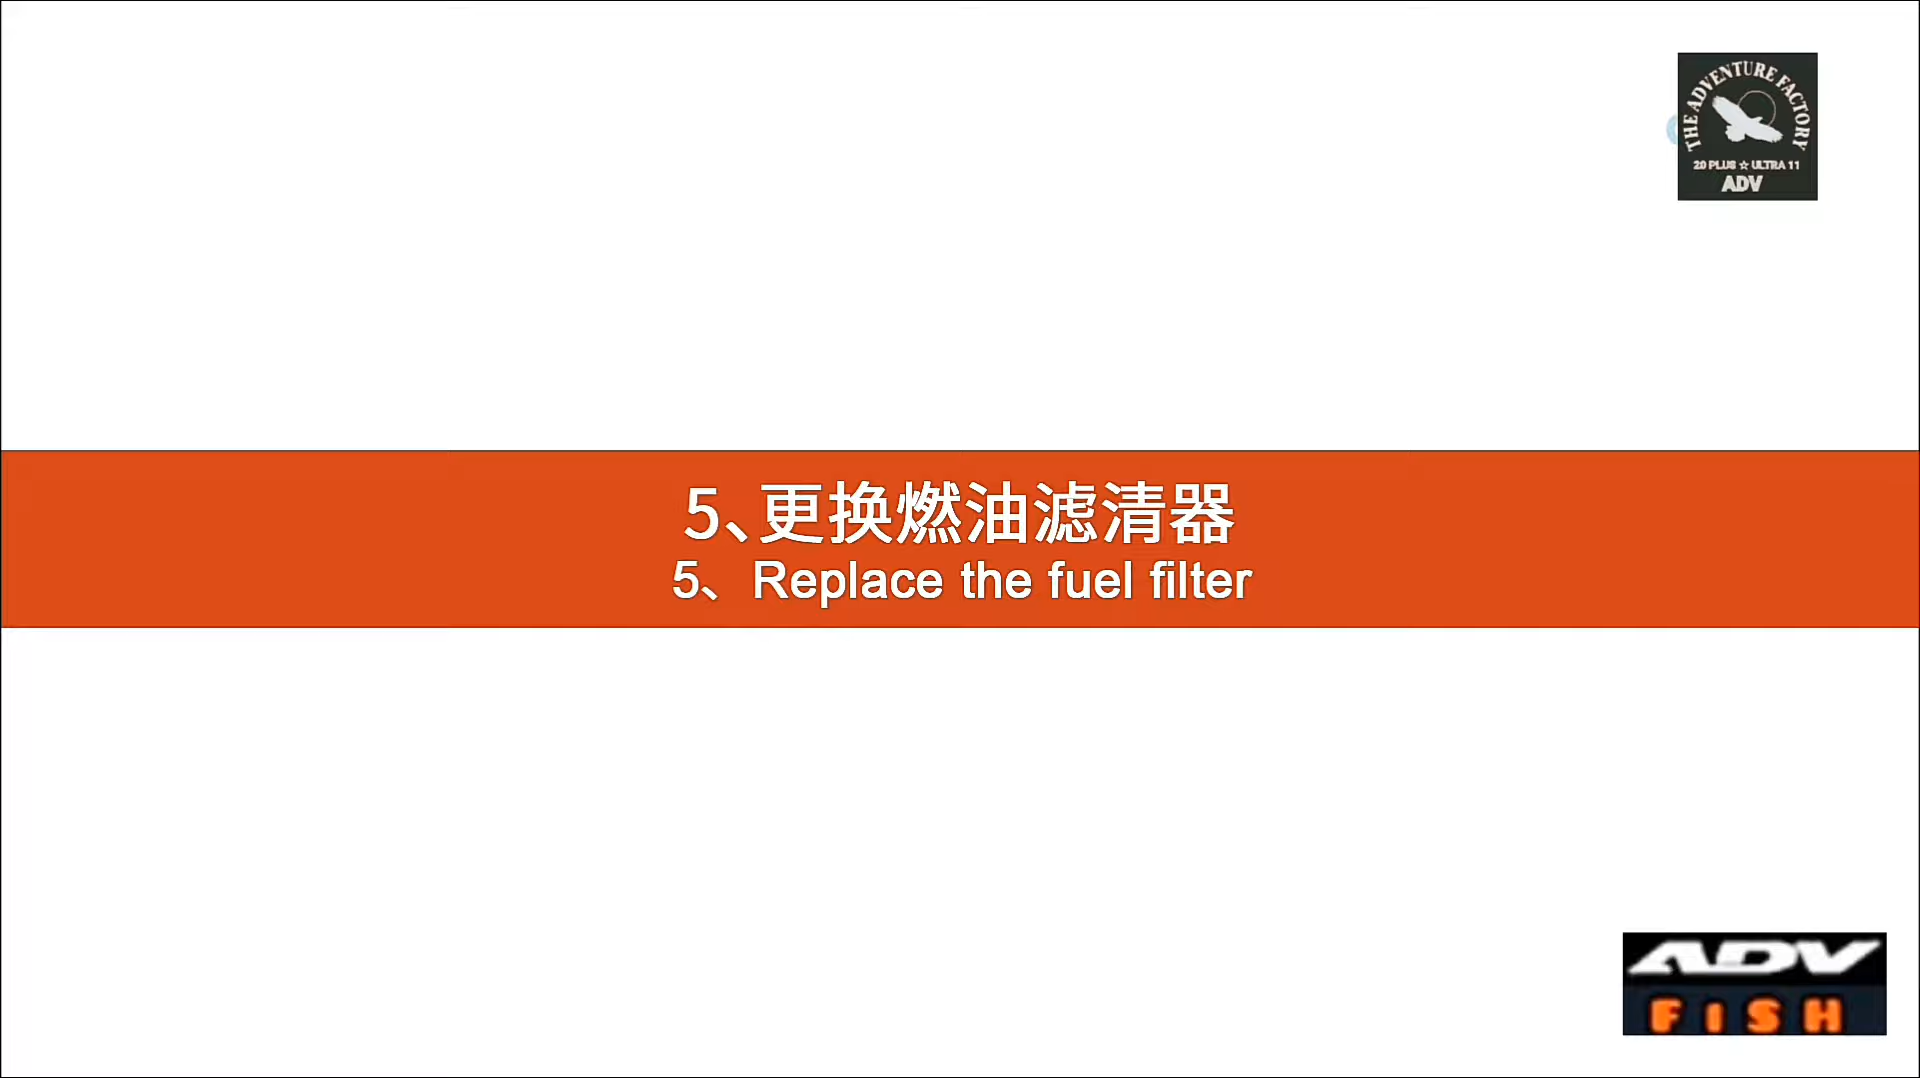 THE ADVENTURE FACTORY
20 PLUS ☆ ULTRA 11
ADV
5、更换燃油滤清器
5、 Replace the fuel filter
ADV
FiSH